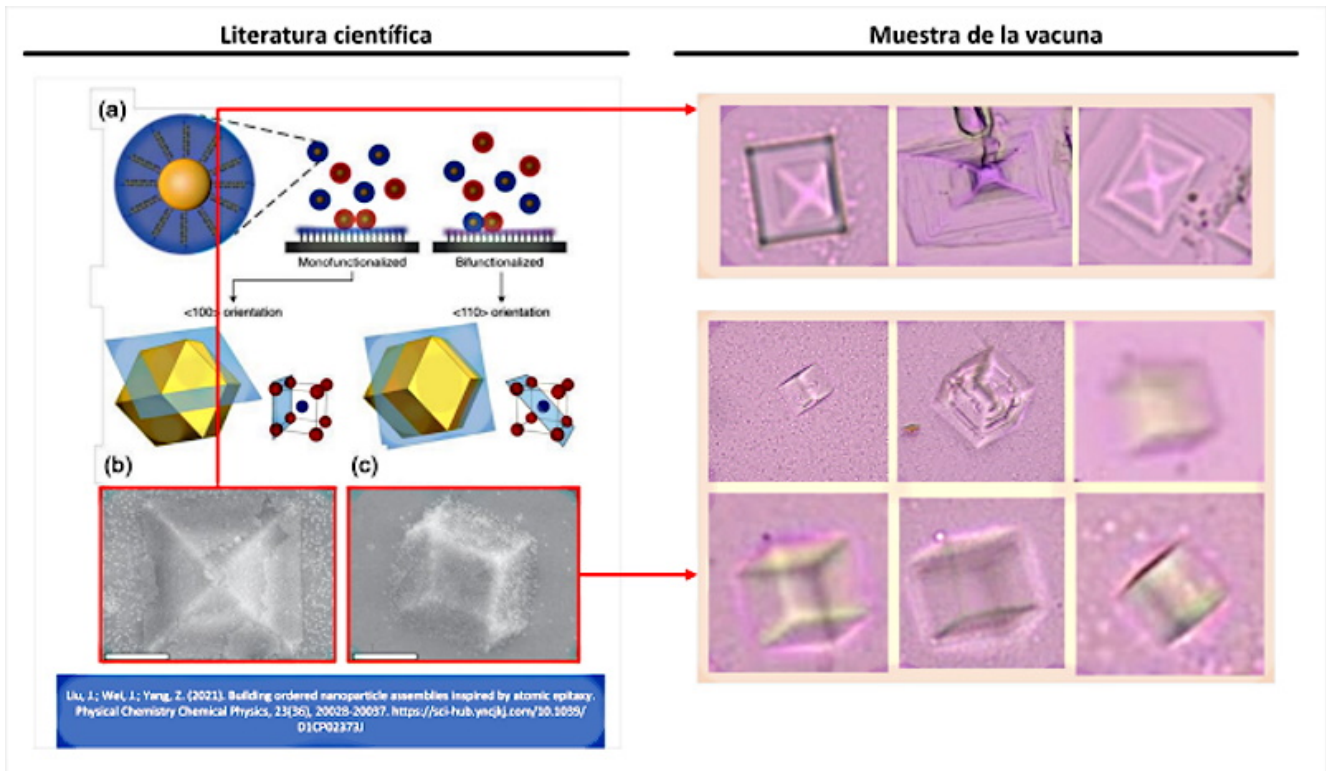 Literatura científica
Muestra de la vacuna
(a)
Monofunctionalized
Bifunctionalized
<100> orientation
<110> orientation
(b)
(c)
Liu, J.; Wei, J.; Yang, Z. (2021). Building ordered nanoparticle assemblies inspired by atomic epitaxy.
Physical Chemistry Chemical Physics, 23(36), 20028-20037. https://sci-hub.yncjkj.com/10.1039/
D1CP02373J